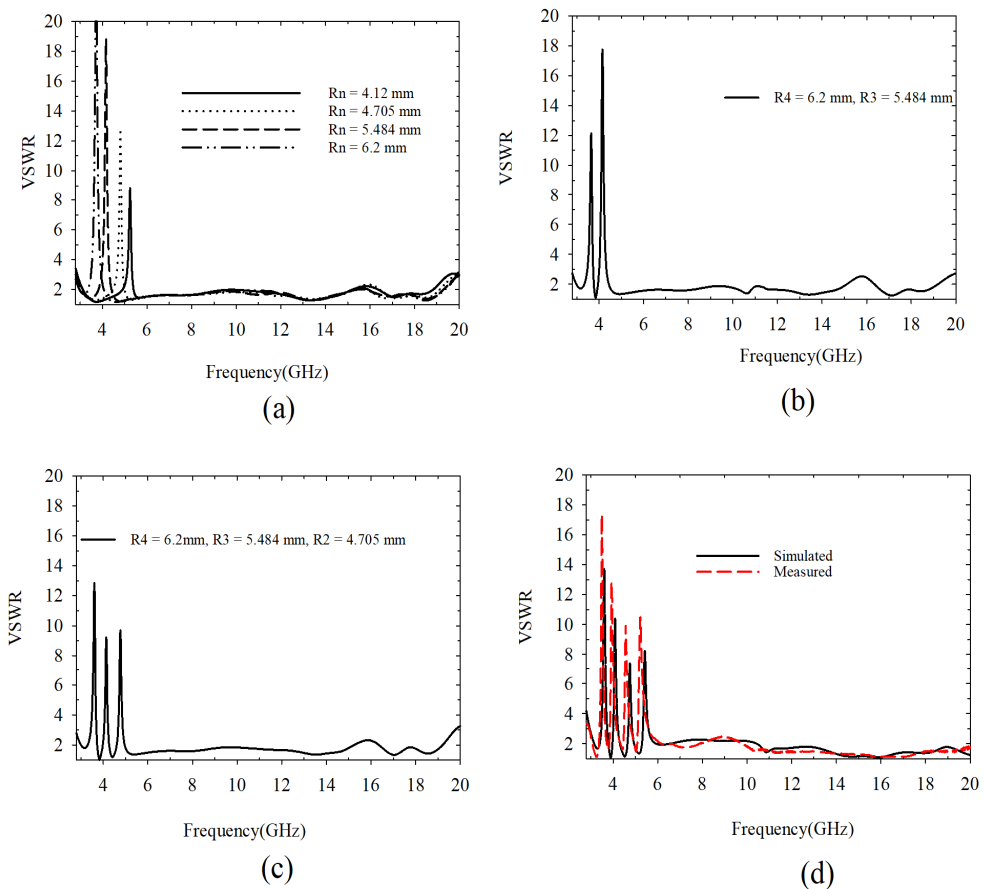 20
18
16
14
12
10
8
6
4
2
VSWR
Rn = 4.12 mm
Rn = 4.705 mm
Rn = 5.484 mm
Rn = 6.2 mm
4 6 8 10 12 14 16 18 20
Frequency(GHz)
(a)
20
18
16
14
12
10
8
6
4
2
VSWR
R4 = 6.2 mm, R3 = 5.484 mm
4 6 8 10 12 14 16 18 20
Frequency(GHz)
(b)
20
18
16
14
12
10
8
6
4
2
VSWR
R4 = 6.2mm, R3 = 5.484 mm, R2 = 4.705 mm
4 6 8 10 12 14 16 18 20
Frequency(GHz)
(c)
20
18
16
14
12
10
8
6
4
2
VSWR
Simulated
Measured
4 6 8 10 12 14 16 18 20
Frequency(GHz)
(d)